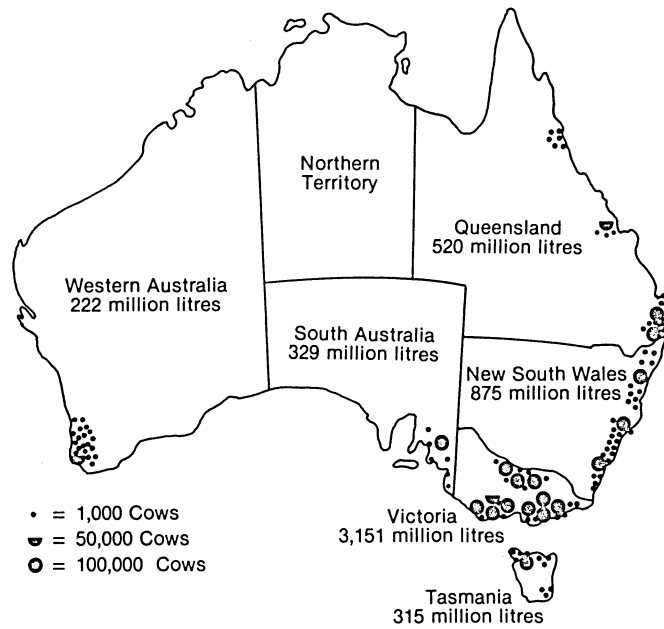 Northern
Territory
Queensland
520 million litres
Western Australia
222 million litres
South Australia
329 million litres
New South Wales
875 million litres
Victoria
3,151 million litres
Tasmania
315 million litres
= 1,000 Cows
= 50,000 Cows
= 100,000 Cows